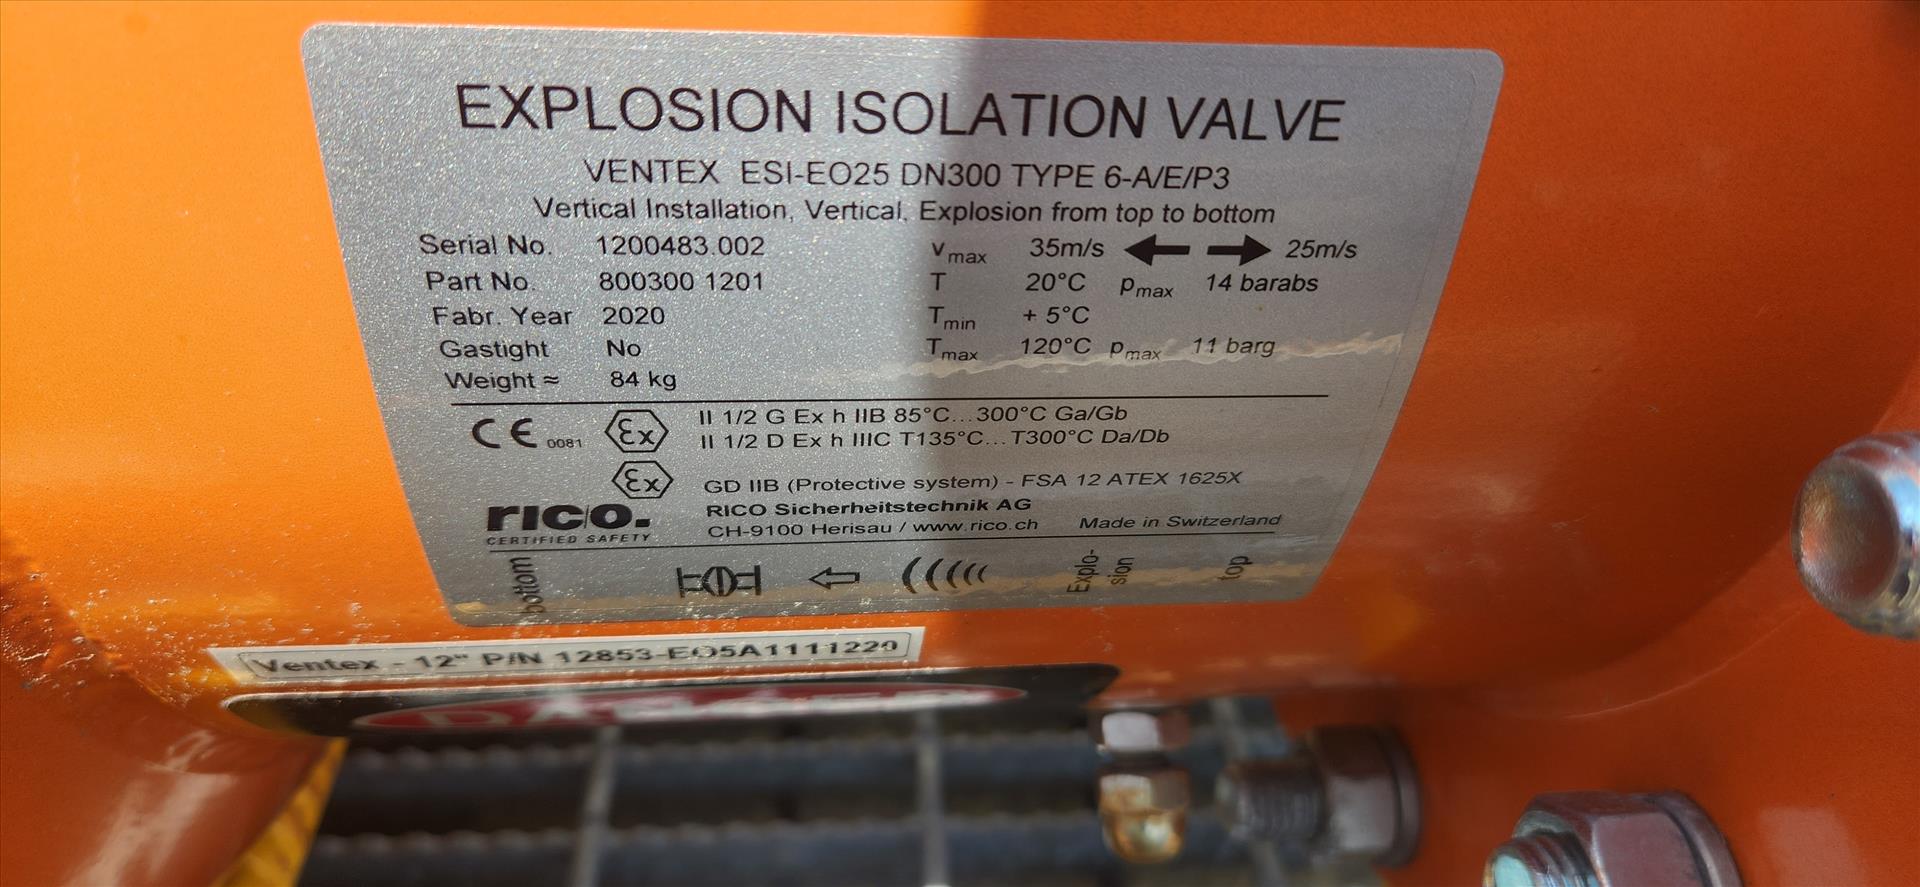 EXPLOSION ISOLATION VALVE
VENTEX ESI-EO25 DN300 TYPE 6-A/E/P3
Vertical Installation, Vertical, Explosion from top to bottom
Serial No. 1200483.002 vmax 35m/s 25m/s
Part No. 800300 1201 T 20°C pmax 14 barabs
Fabr. Year 2020 Tmin + 5°C
Gastight No Tmax 120°C pmax 11 barg
Weight ≈ 84 kg
CE 0081 Ex II 1/2 G Ex h IIB 85°C...300°C Ga/Gb
II 1/2 D Ex h IIIC T135°C...T300°C Da/Db
Ex GD IIB (Protective system) - FSA 12 ATEX 1625X
rico. RICO Sicherheitstechnik AG
CERTIFIED SAFETY CH-9100 Herisau / www.rico.ch Made in Switzerland
bottom Explo-
sion top
Ventex - 12" P/N 12853-EO5A1111220
DANGER